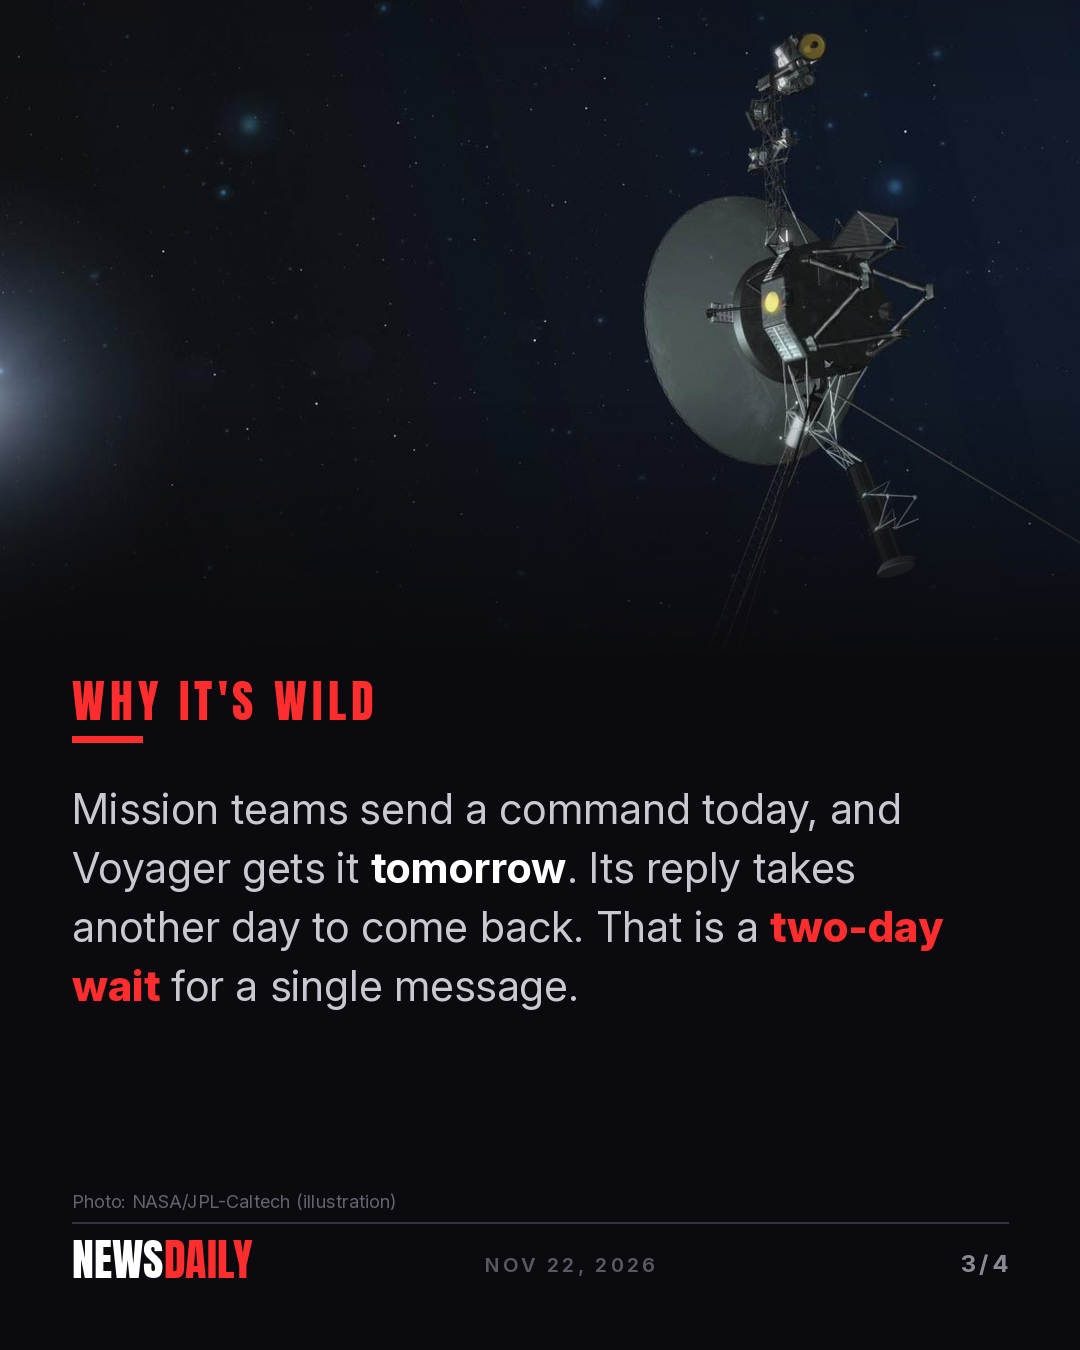 WHY IT'S WILD
Mission teams send a command today, and
Voyager gets it tomorrow. Its reply takes
another day to come back. That is a two-day
wait for a single message.
Photo: NASA/JPL-Caltech (illustration)
NEWSDAILY
NOV 22, 2026
3/4